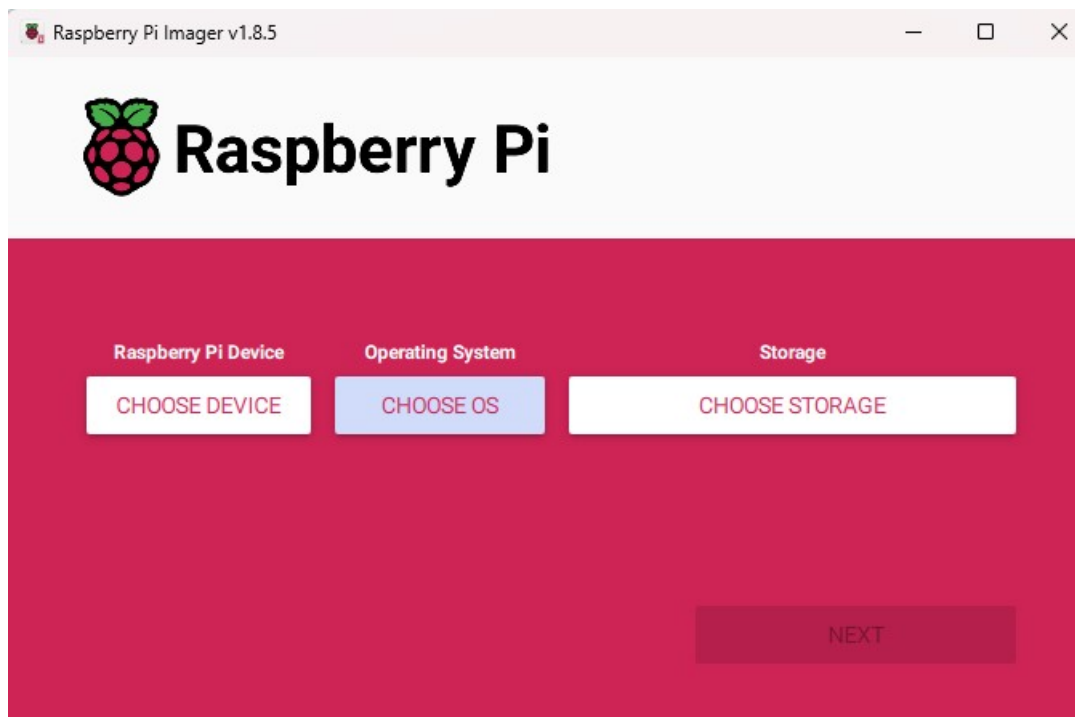 Raspberry Pi Imager v1.8.5
Raspberry Pi
Raspberry Pi Device
Operating System
Storage
CHOOSE DEVICE
CHOOSE OS
CHOOSE STORAGE
NEXT